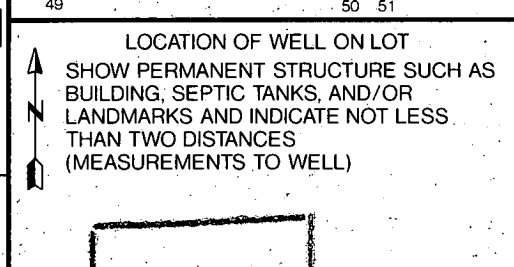 49 50 51
LOCATION OF WELL ON LOT
SHOW PERMANENT STRUCTURE SUCH AS
BUILDING, SEPTIC TANKS, AND/OR
N LANDMARKS AND INDICATE NOT LESS
THAN TWO DISTANCES
(MEASUREMENTS TO WELL)